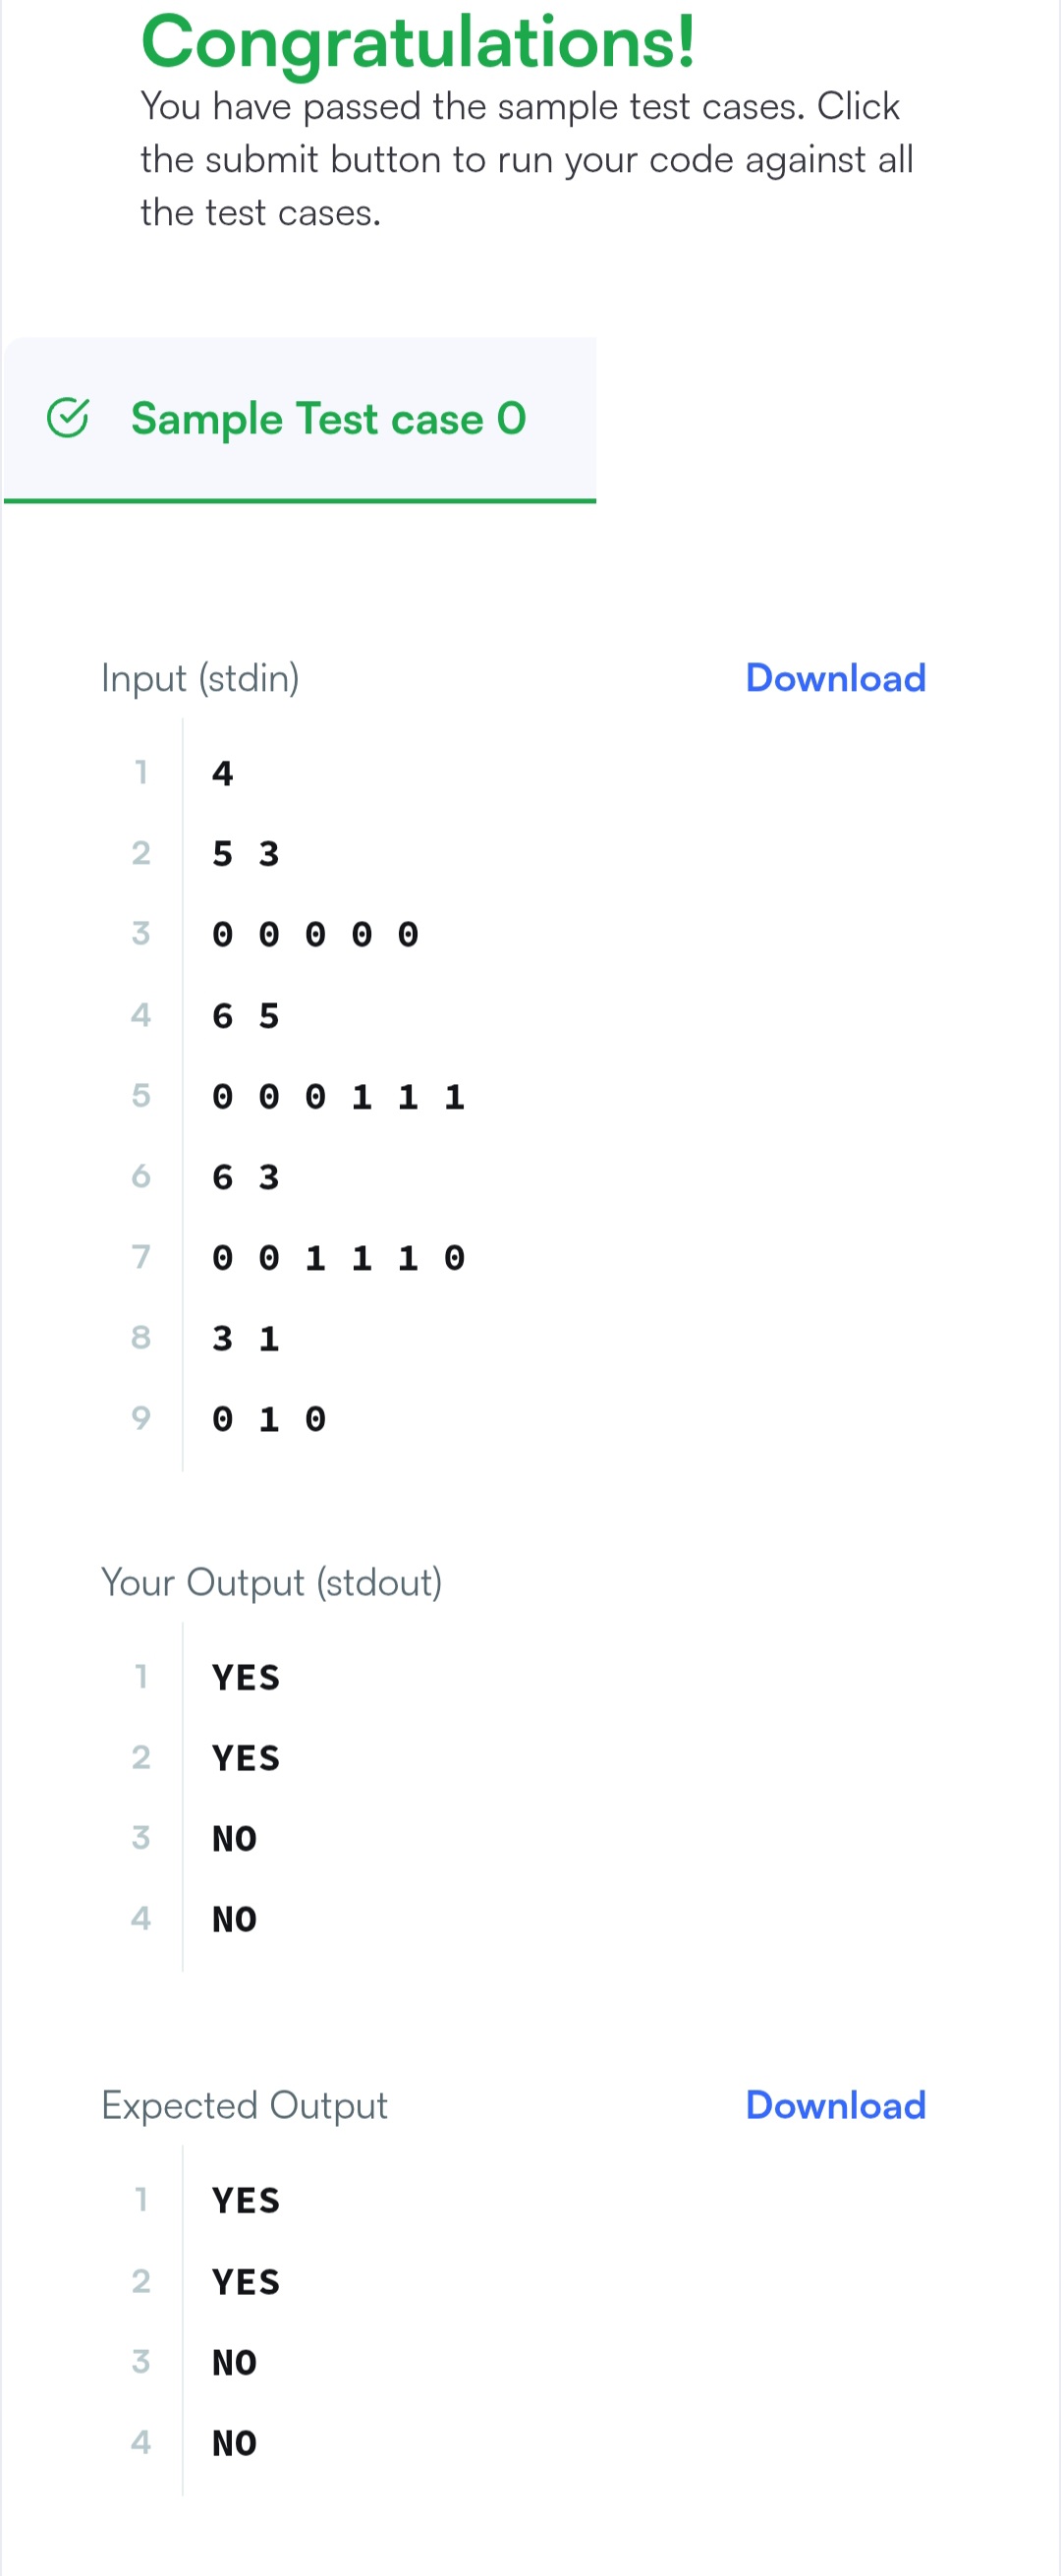 Congratulations!
You have passed the sample test cases. Click
the submit button to run your code against all
the test cases.
Sample Test case 0
Input (stdin) Download
1 4
2 5 3
3 0 0 0 0 0
4 6 5
5 0 0 0 1 1 1
6 6 3
7 0 0 1 1 1 0
8 3 1
9 0 1 0
Your Output (stdout)
1 YES
2 YES
3 NO
4 NO
Expected Output Download
1 YES
2 YES
3 NO
4 NO